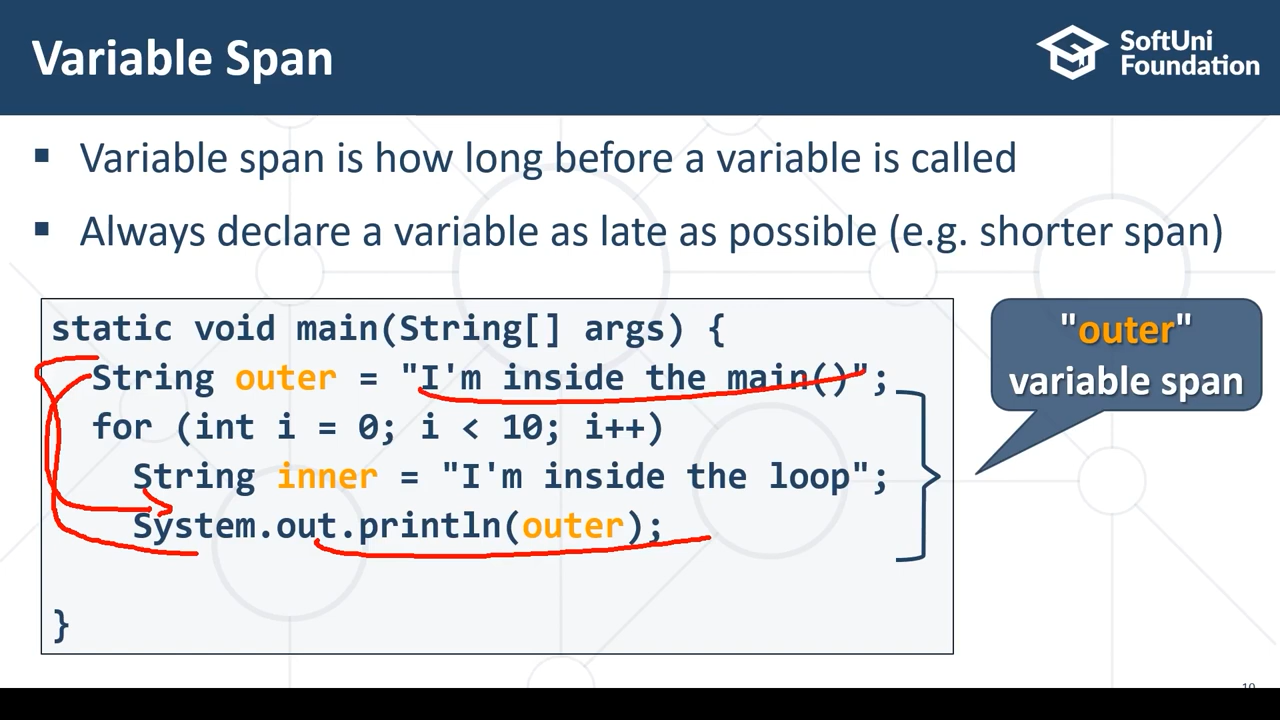 Variable Span
SoftUni
Foundation
▪ Variable span is how long before a variable is called
▪ Always declare a variable as late as possible (e.g. shorter span)
static void main(String[] args) {
String outer = "I'm inside the main()";
for (int i = 0; i < 10; i++)
String inner = "I'm inside the loop";
System.out.println(outer);
}
"outer"
variable span
10